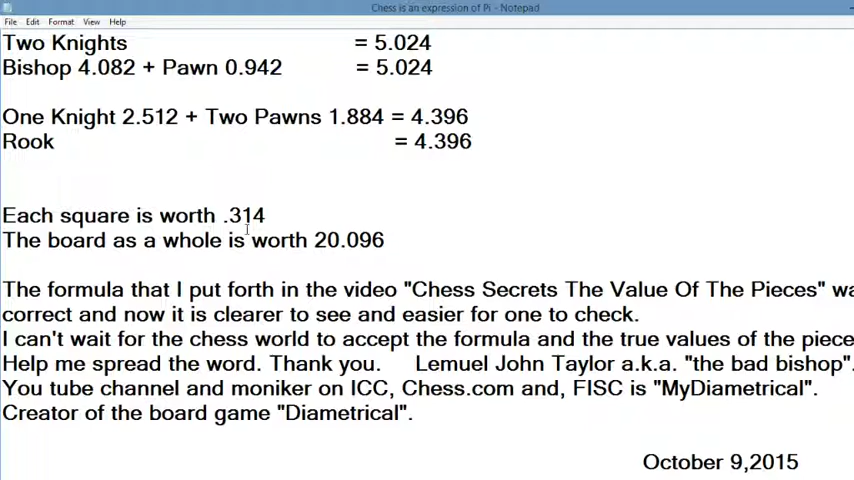 Chess is an expression of Pi - Notepad
File Edit Format View Help
Two Knights = 5.024
Bishop 4.082 + Pawn 0.942 = 5.024
One Knight 2.512 + Two Pawns 1.884 = 4.396
Rook = 4.396
Each square is worth .314
The board as a whole is worth 20.096
The formula that I put forth in the video "Chess Secrets The Value Of The Pieces" wa
correct and now it is clearer to see and easier for one to check.
I can't wait for the chess world to accept the formula and the true values of the piece
Help me spread the word. Thank you. Lemuel John Taylor a.k.a. "the bad bishop".
You tube channel and moniker on ICC, Chess.com and, FISC is "MyDiametrical".
Creator of the board game "Diametrical".
October 9,2015